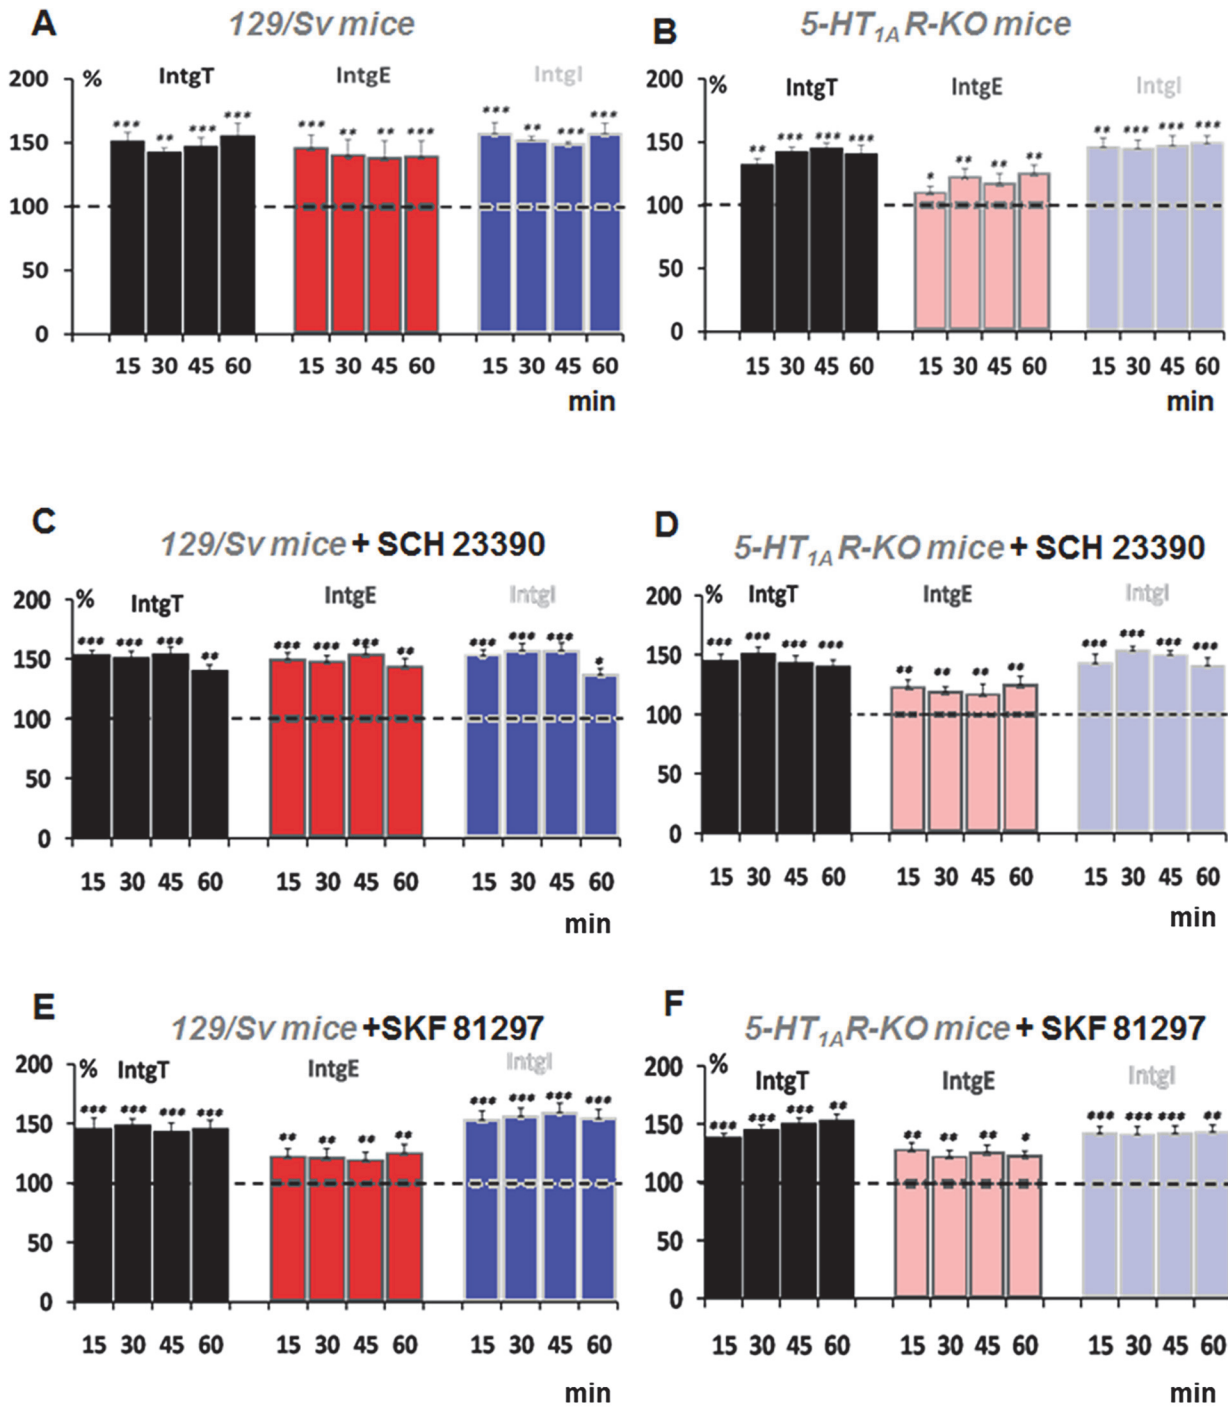 A
129/Sv mice
200
%
IntgT
IntgE
IntgI
*** ** *** ***
*** ** ** ***
*** ** *** ***
150
100
50
0
15 30 45 60
15 30 45 60
15 30 45 60
min
B
5-HT1A R-KO mice
200
%
IntgT
IntgE
IntgI
** *** *** ***
* ** ** **
** *** *** ***
150
100
50
0
15 30 45 60
15 30 45 60
15 30 45 60
min
C
129/Sv mice + SCH 23390
200
%
IntgT
IntgE
IntgI
*** *** *** **
*** *** *** **
*** *** *** *
150
100
50
0
15 30 45 60
15 30 45 60
15 30 45 60
min
D
5-HT1A R-KO mice + SCH 23390
200
%
IntgT
IntgE
IntgI
*** *** *** ***
** ** ** **
*** *** *** ***
150
100
50
0
15 30 45 60
15 30 45 60
15 30 45 60
min
E
129/Sv mice +SKF 81297
200
%
IntgT
IntgE
IntgI
*** *** *** ***
** ** ** **
*** *** *** ***
150
100
50
0
15 30 45 60
15 30 45 60
15 30 45 60
min
F
5-HT1A R-KO mice + SKF 81297
200
%
IntgT
IntgE
IntgI
*** *** *** **
** ** ** *
*** *** *** **
150
100
50
0
15 30 45 60
15 30 45 60
15 30 45 60
min